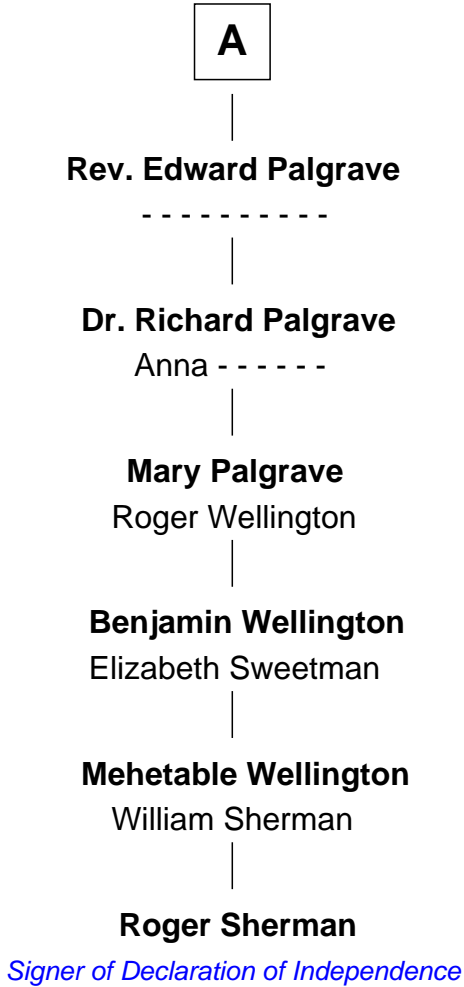 A
Rev. Edward Palgrave
- - - - - - - - - -
Dr. Richard Palgrave
Anna - - - - - -
Mary Palgrave
Roger Wellington
Benjamin Wellington
Elizabeth Sweetman
Mehetable Wellington
William Sherman
Roger Sherman
Signer of Declaration of Independence